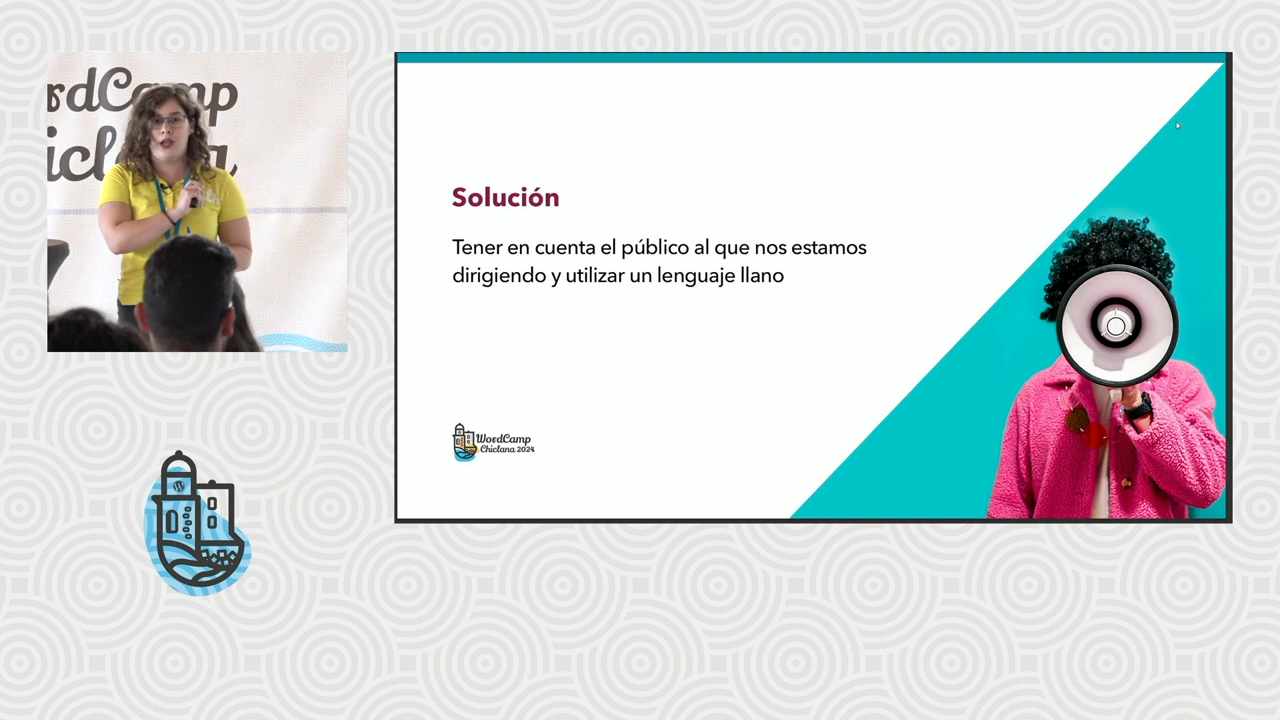 Solución
Tener en cuenta el público al que nos estamos
dirigiendo y utilizar un lenguaje llano
WordCamp
Chiclana 2024